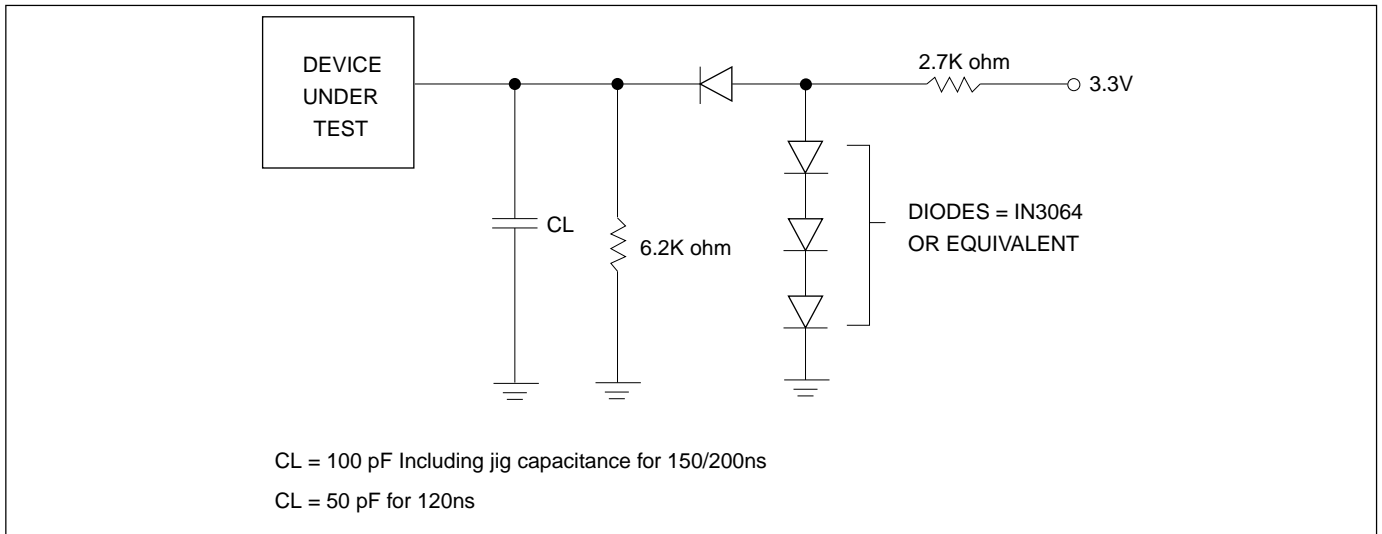 DEVICE
UNDER
TEST
2.7K ohm
3.3V
CL
6.2K ohm
DIODES = IN3064
OR EQUIVALENT
CL = 100 pF Including jig capacitance for 150/200ns
CL = 50 pF for 120ns